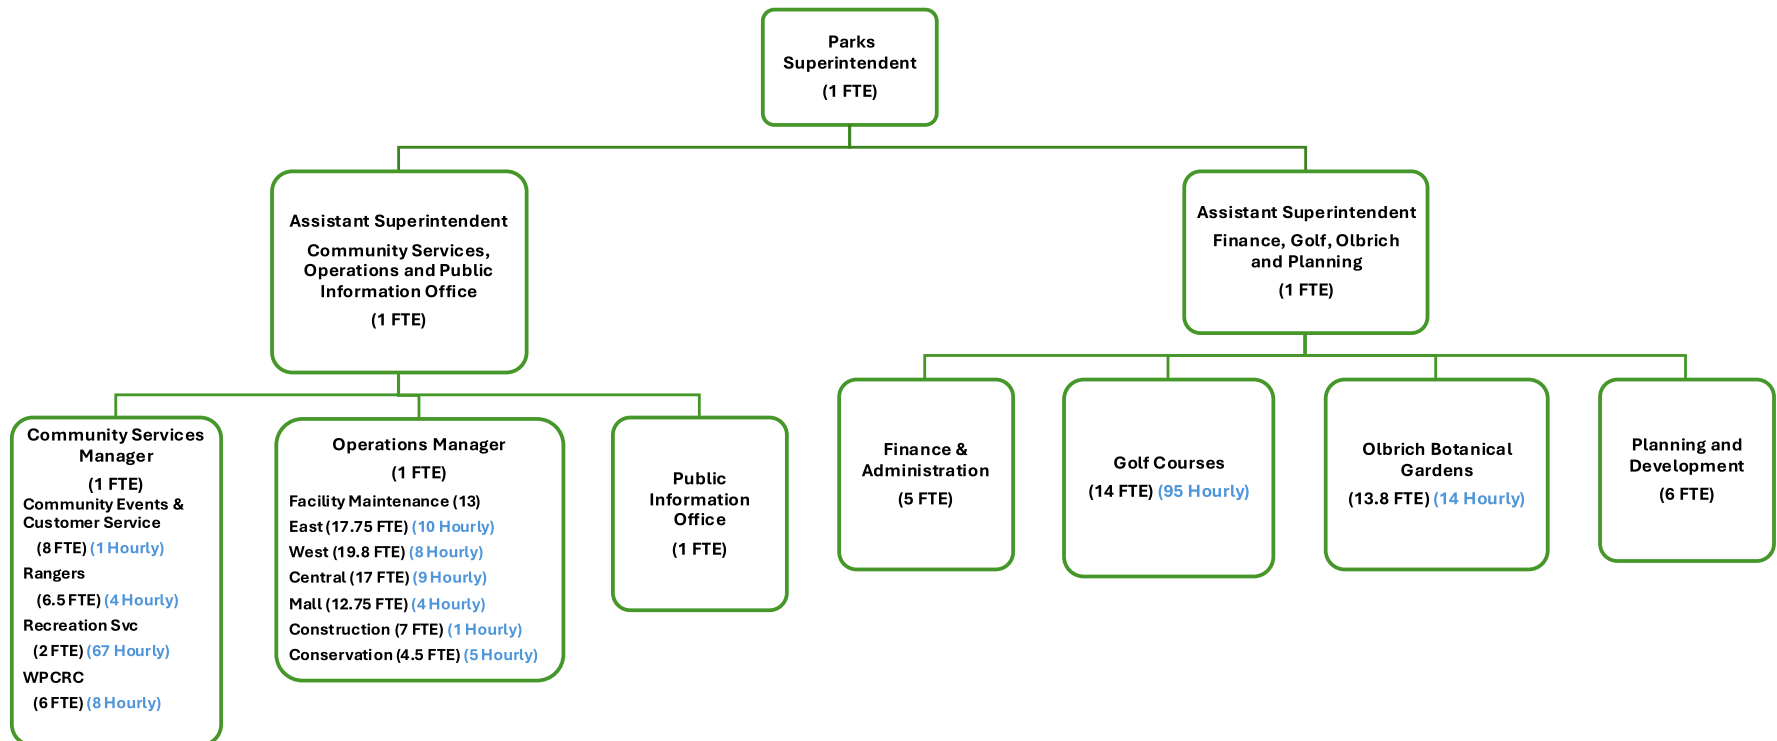 Parks
Superintendent
(1 FTE)
Assistant Superintendent
Community Services,
Operations and Public
Information Office
(1 FTE)
Assistant Superintendent
Finance, Golf, Olbrich
and Planning
(1 FTE)
Community Services
Manager
(1 FTE)
Community Events &
Customer Service
(8 FTE) (1 Hourly)
Rangers
(6.5 FTE) (4 Hourly)
Recreation Svc
(2 FTE) (67 Hourly)
WPCRC
(6 FTE) (8 Hourly)
Operations Manager
(1 FTE)
Facility Maintenance (13)
East (17.75 FTE) (10 Hourly)
West (19.8 FTE) (8 Hourly)
Central (17 FTE) (9 Hourly)
Mall (12.75 FTE) (4 Hourly)
Construction (7 FTE) (1 Hourly)
Conservation (4.5 FTE) (5 Hourly)
Public
Information
Office
(1 FTE)
Finance &
Administration
(5 FTE)
Golf Courses
(14 FTE) (95 Hourly)
Olbrich Botanical
Gardens
(13.8 FTE) (14 Hourly)
Planning and
Development
(6 FTE)